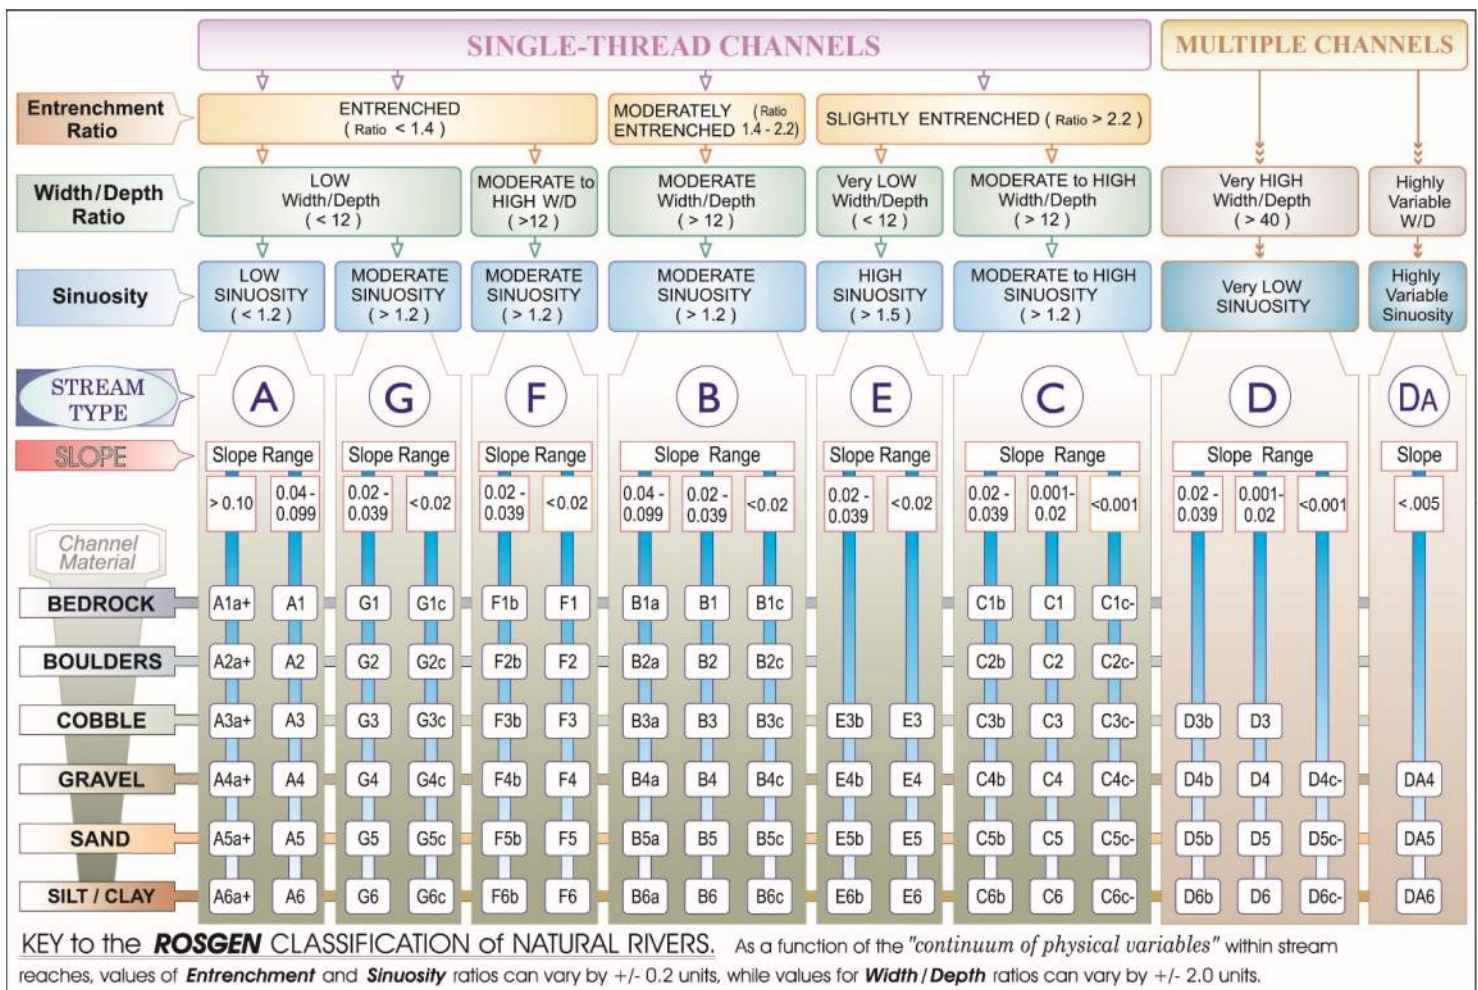 SINGLE-THREAD CHANNELS
MULTIPLE CHANNELS
Entrenchment
Ratio
ENTRENCHED
( Ratio < 1.4 )
MODERATELY ( Ratio
ENTRENCHED 1.4 - 2.2)
SLIGHTLY ENTRENCHED ( Ratio > 2.2 )
Width/Depth
Ratio
LOW
Width/Depth
( < 12 )
MODERATE to
HIGH W/D
( >12 )
MODERATE
Width/Depth
( > 12 )
Very LOW
Width/Depth
( < 12 )
MODERATE to HIGH
Width/Depth
( > 12 )
Very HIGH
Width/Depth
( > 40 )
Highly
Variable
W/D
Sinuosity
LOW
SINUOSITY
( < 1.2 )
MODERATE
SINUOSITY
( > 1.2 )
MODERATE
SINUOSITY
( > 1.2 )
MODERATE
SINUOSITY
( > 1.2 )
HIGH
SINUOSITY
( > 1.5 )
MODERATE to HIGH
SINUOSITY
( > 1.2 )
Very LOW
SINUOSITY
Highly
Variable
Sinuosity
STREAM
TYPE
A G F B E C D DA
SLOPE
Slope Range Slope Range Slope Range Slope Range Slope Range Slope Range Slope Range Slope
> 0.10
0.04 -
0.099
0.02 -
0.039
<0.02
0.02 -
0.039
<0.02
0.04 -
0.099
0.02 -
0.039
<0.02
0.02 -
0.039
<0.02
0.02 -
0.039
0.001-
0.02
<0.001
0.02 -
0.039
0.001-
0.02
<0.001
<.005
Channel
Material
BEDROCK A1a+ A1 G1 G1c F1b F1 B1a B1 B1c C1b C1 C1c-
BOULDERS A2a+ A2 G2 G2c F2b F2 B2a B2 B2c C2b C2 C2c-
COBBLE A3a+ A3 G3 G3c F3b F3 B3a B3 B3c E3b E3 C3b C3 C3c- D3b D3
GRAVEL A4a+ A4 G4 G4c F4b F4 B4a B4 B4c E4b E4 C4b C4 C4c- D4b D4 D4c- DA4
SAND A5a+ A5 G5 G5c F5b F5 B5a B5 B5c E5b E5 C5b C5 C5c- D5b D5 D5c- DA5
SILT / CLAY A6a+ A6 G6 G6c F6b F6 B6a B6 B6c E6b E6 C6b C6 C6c- D6b D6 D6c- DA6
KEY to the ROSGEN CLASSIFICATION of NATURAL RIVERS. As a function of the "continuum of physical variables" within stream
reaches, values of Entrenchment and Sinuosity ratios can vary by +/- 0.2 units, while values for Width / Depth ratios can vary by +/- 2.0 units.